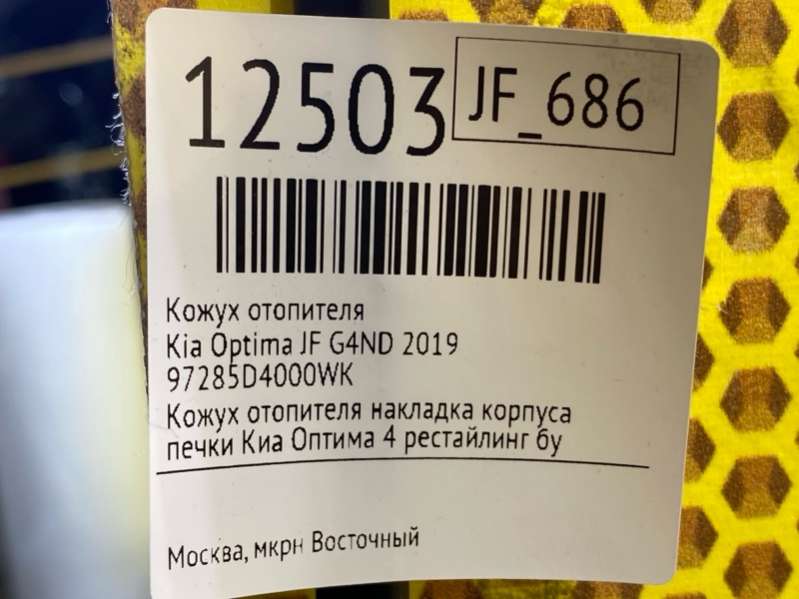 12503
JF_686
Кожух отопителя
Kia Optima JF G4ND 2019
97285D4000WK
Кожух отопителя накладка корпуса
печки Киа Оптима 4 рестайлинг бу
Москва, мкрн Восточный